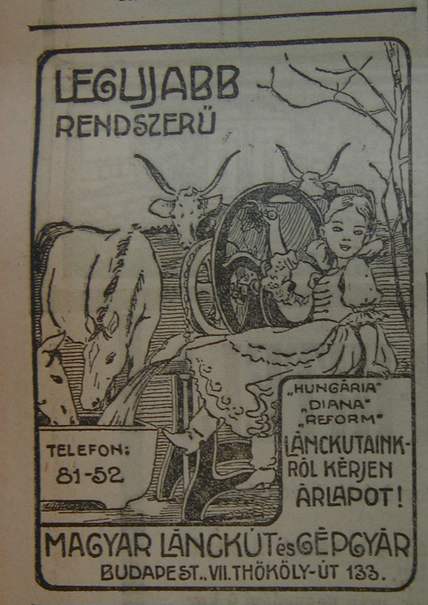 LEGUJABB
RENDSZERŰ
„HUNGÁRIA"
„DIANA"
„REFORM"
LÁNCKUTAINK-
RÓL KÉRJEN
ÁRLAPOT!
TELEFON:
81-52
MAGYAR LÁNCKÚT és GÉPGYÁR
BUDAPEST., VII. THÖKÖLY-ÚT 133.